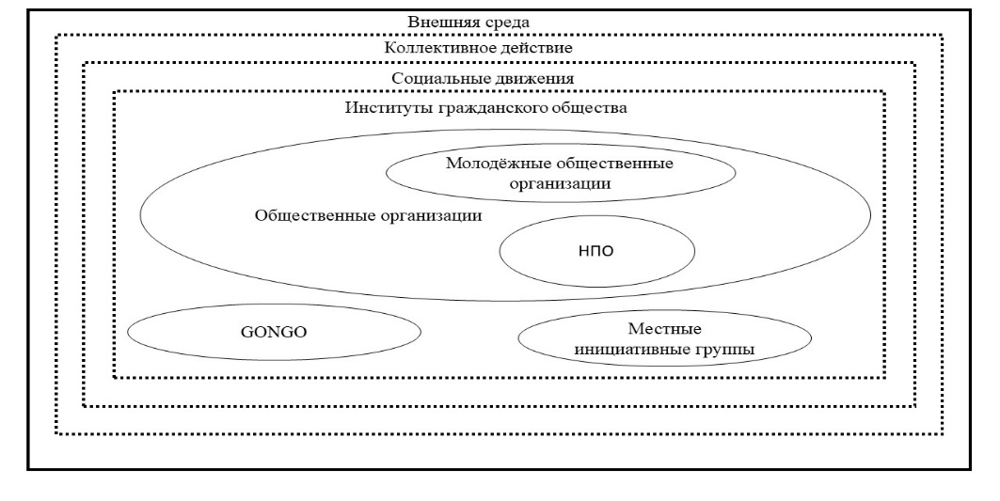 Внешняя среда
Коллективное действие
Социальные движения
Институты гражданского общества
Молодёжные общественные
организации
Общественные организации
НПО
GONGO
Местные
инициативные группы